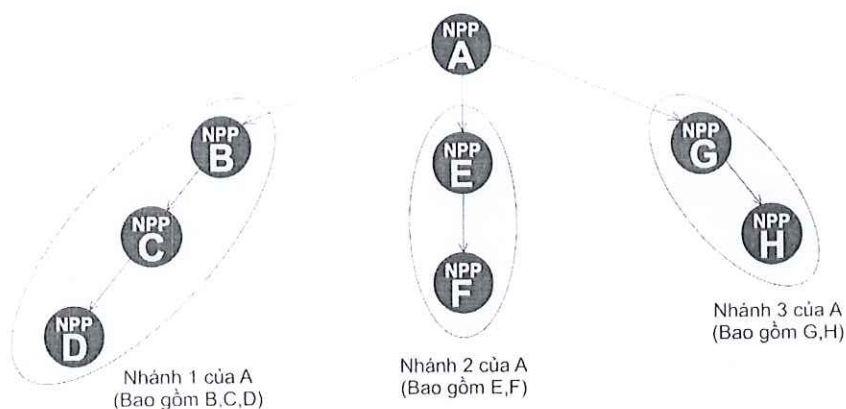 NPP
A
NPP
B
NPP
C
NPP
D
Nhánh 1 của A
(Bao gồm B,C,D)
NPP
E
NPP
F
Nhánh 2 của A
(Bao gồm E,F)
NPP
G
NPP
H
Nhánh 3 của A
(Bao gồm G,H)